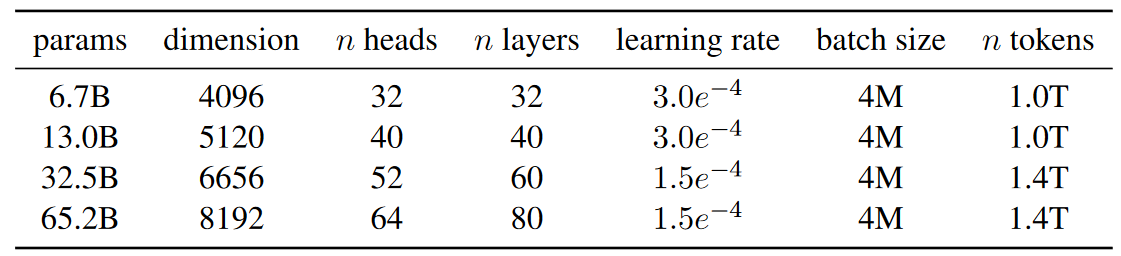 params dimension n heads n layers learning rate batch size n tokens
6.7B 4096 32 32 3.0e⁻⁴ 4M 1.0T
13.0B 5120 40 40 3.0e⁻⁴ 4M 1.0T
32.5B 6656 52 60 1.5e⁻⁴ 4M 1.4T
65.2B 8192 64 80 1.5e⁻⁴ 4M 1.4T